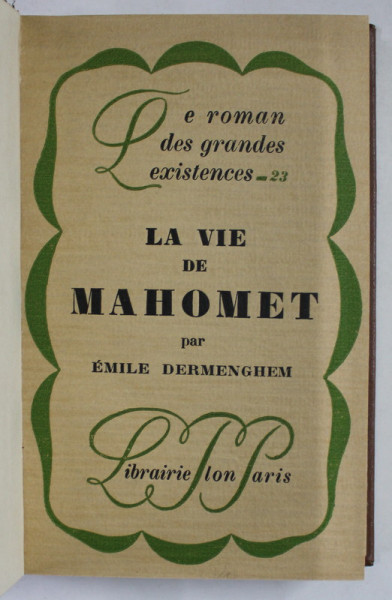 Le roman
des grandes
existences - 23
LA VIE
DE
MAHOMET
par
ÉMILE DERMENGHEM
Librairie Plon Paris